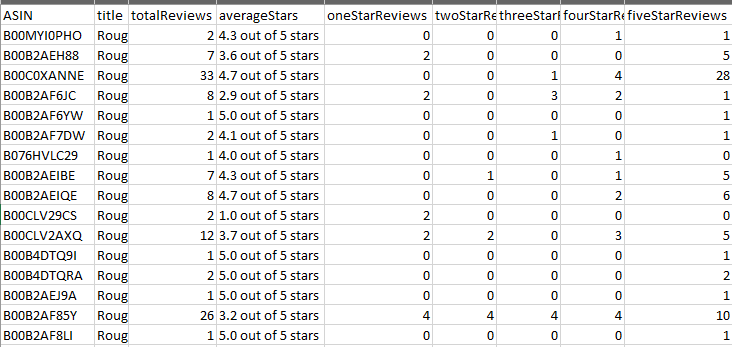 ASIN title totalReviews averageStars oneStarReviews twoStarRe threeStarF fourStarRe fiveStarReviews
B00MYI0PHO Roug 2 4.3 out of 5 stars 0 0 0 1 1
B00B2AEH88 Roug 7 3.6 out of 5 stars 2 0 0 0 5
B00C0XANNE Roug 33 4.7 out of 5 stars 0 0 1 4 28
B00B2AF6JC Roug 8 2.9 out of 5 stars 2 0 3 2 1
B00B2AF6YW Roug 1 5.0 out of 5 stars 0 0 0 0 1
B00B2AF7DW Roug 2 4.1 out of 5 stars 0 0 1 0 1
B076HVLC29 Roug 1 4.0 out of 5 stars 0 0 0 1 0
B00B2AEIBE Roug 7 4.3 out of 5 stars 0 1 0 1 5
B00B2AEIQE Roug 8 4.7 out of 5 stars 0 0 0 2 6
B00CLV29CS Roug 2 1.0 out of 5 stars 2 0 0 0 0
B00CLV2AXQ Roug 12 3.7 out of 5 stars 2 2 0 3 5
B00B4DTQ9I Roug 1 5.0 out of 5 stars 0 0 0 0 1
B00B4DTQRA Roug 2 5.0 out of 5 stars 0 0 0 0 2
B00B2AEJ9A Roug 1 5.0 out of 5 stars 0 0 0 0 1
B00B2AF85Y Roug 26 3.2 out of 5 stars 4 4 4 4 10
B00B2AF8LI Roug 1 5.0 out of 5 stars 0 0 0 0 1